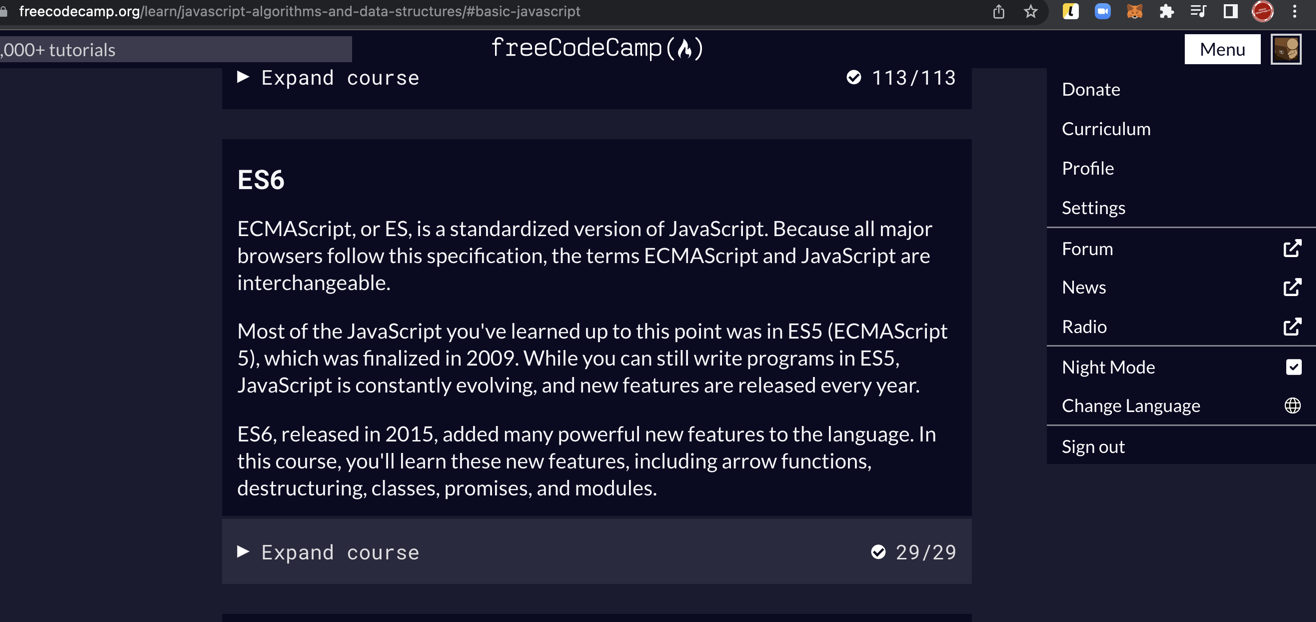 freecodecamp.org/learn/javascript-algorithms-and-data-structures/#basic-javascript
,000+ tutorials
freeCodeCamp
Menu
Expand course
113/113
Donate
Curriculum
Profile
Settings
Forum
News
Radio
Night Mode
Change Language
Sign out
ES6
ECMAScript, or ES, is a standardized version of JavaScript. Because all major
browsers follow this specification, the terms ECMAScript and JavaScript are
interchangeable.
Most of the JavaScript you've learned up to this point was in ES5 (ECMAScript
5), which was finalized in 2009. While you can still write programs in ES5,
JavaScript is constantly evolving, and new features are released every year.
ES6, released in 2015, added many powerful new features to the language. In
this course, you'll learn these new features, including arrow functions,
destructuring, classes, promises, and modules.
Expand course
29/29